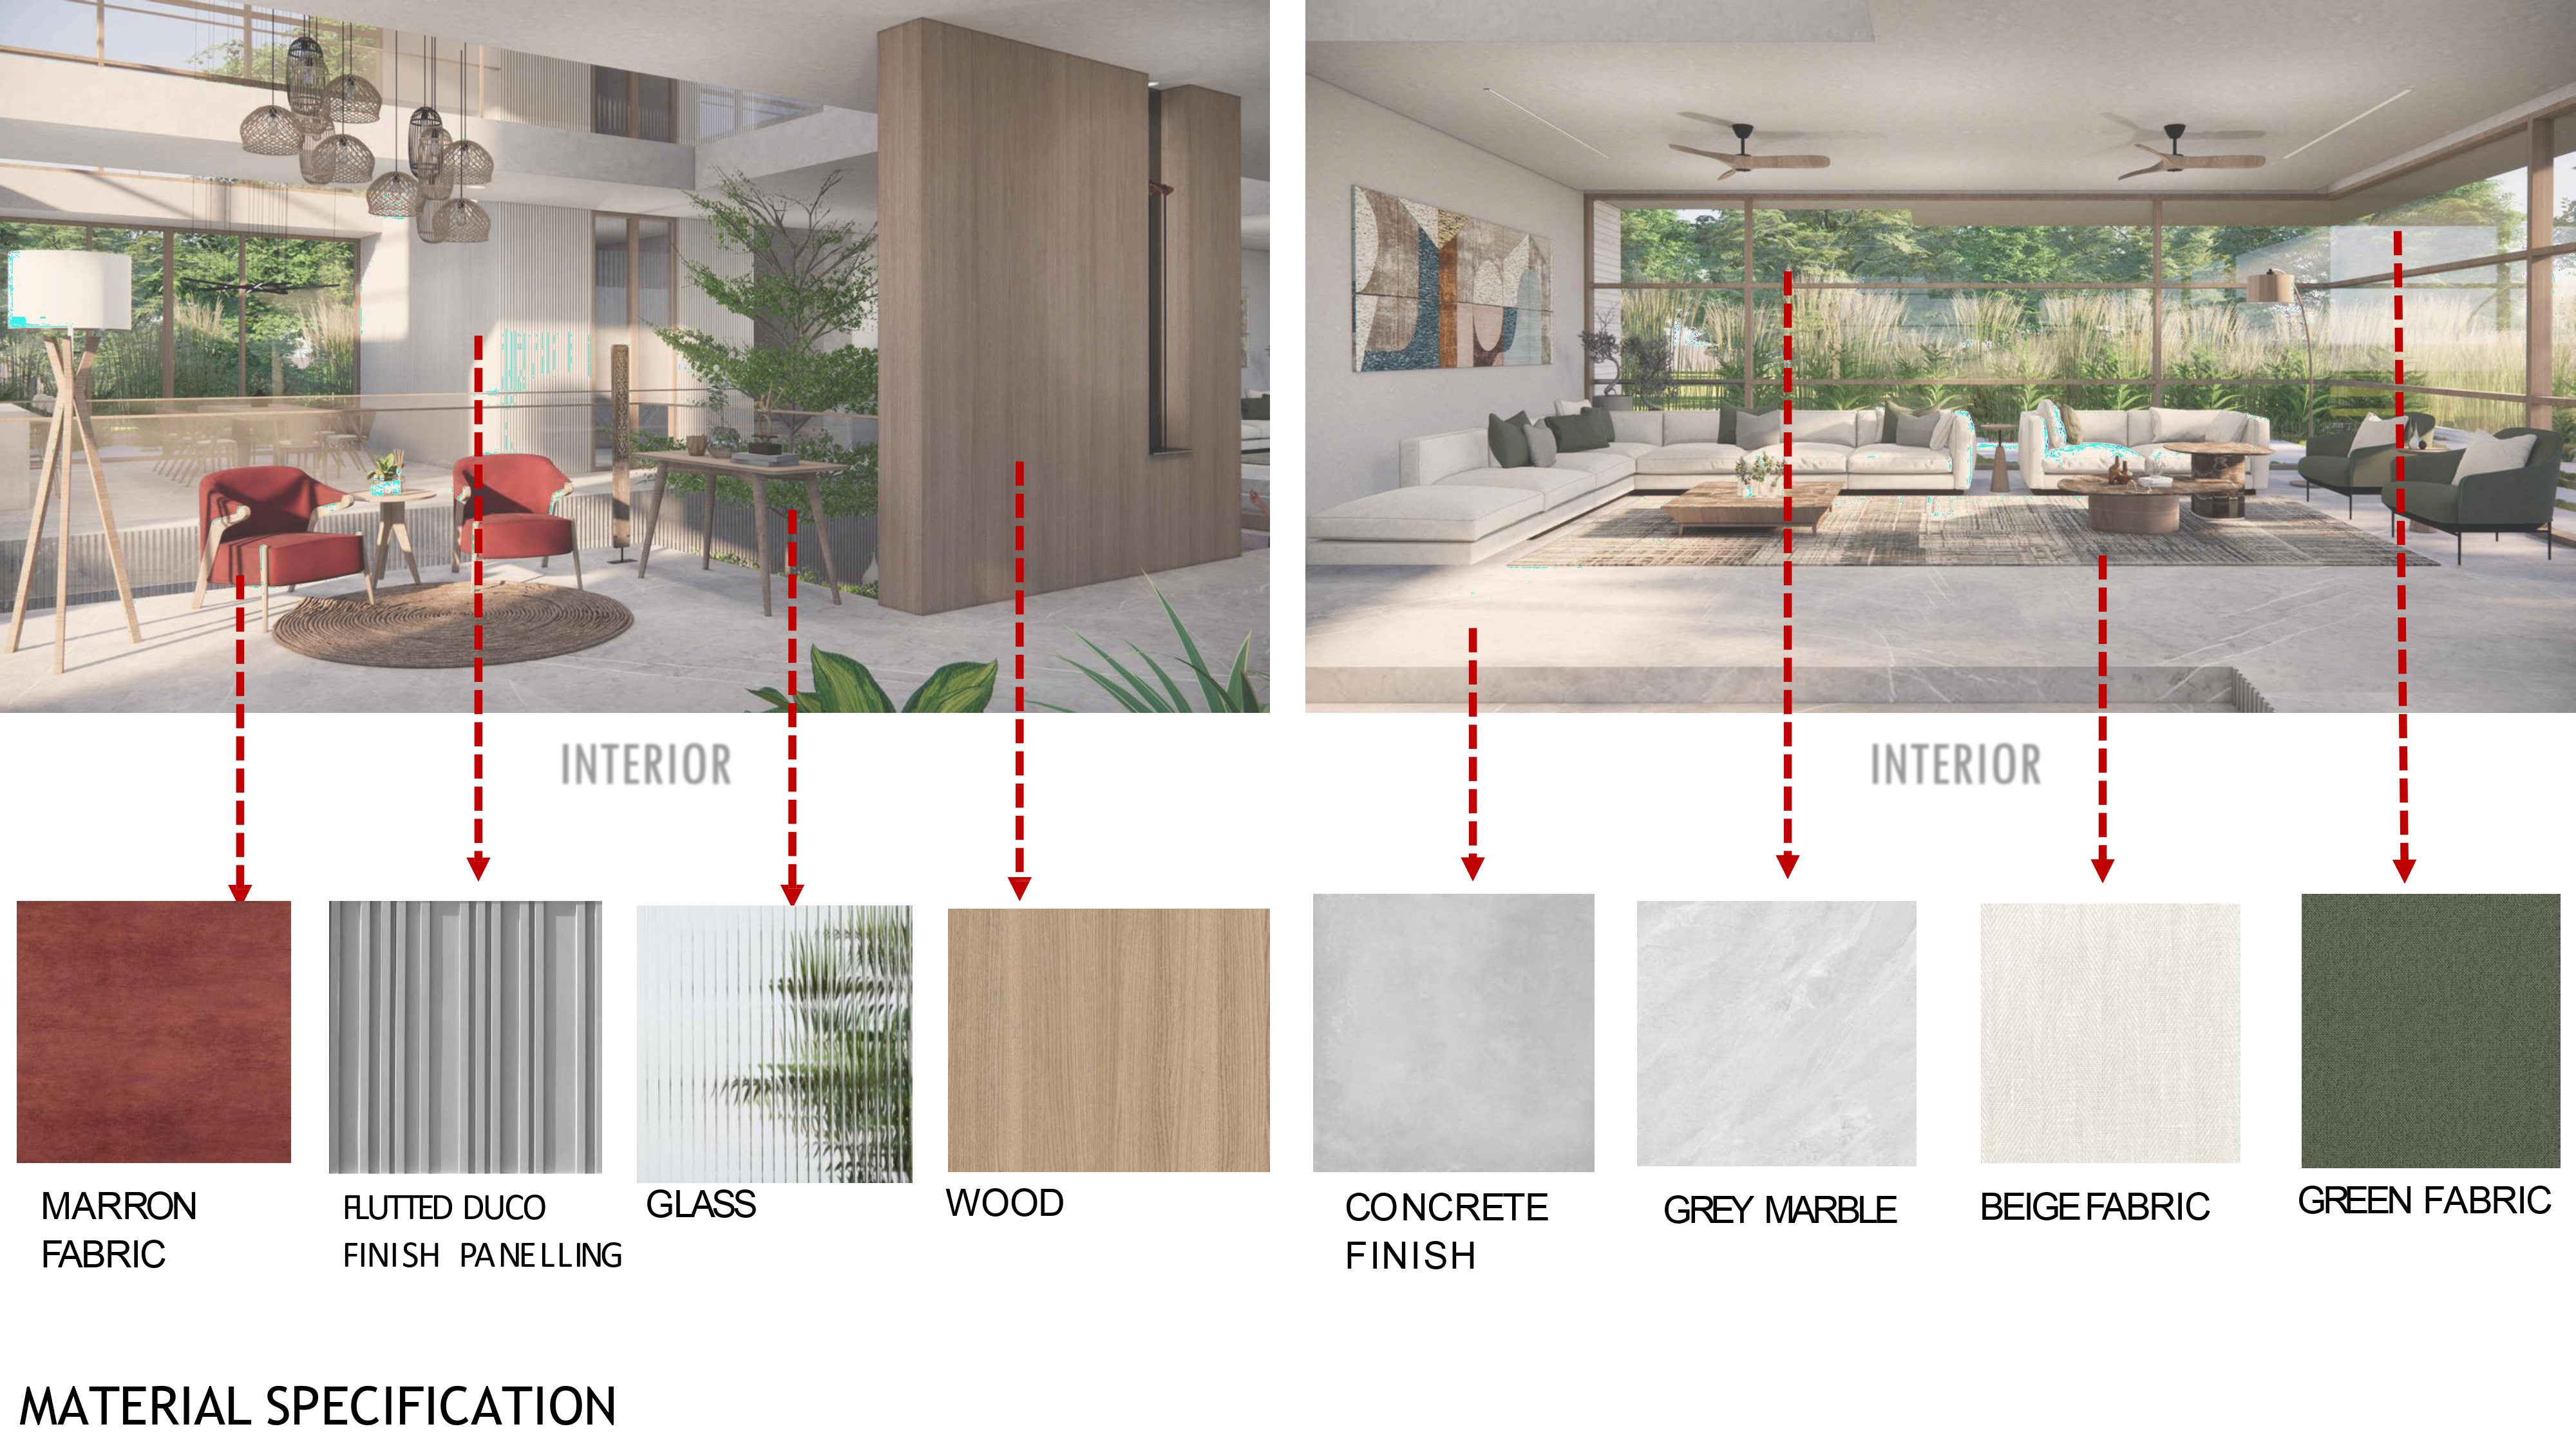 INTERIOR
INTERIOR
MARRON
FABRIC
FLUTTED DUCO
FINISH PANELLING
GLASS
WOOD
CONCRETE
FINISH
GREY MARBLE
BEIGE FABRIC
GREEN FABRIC
MATERIAL SPECIFICATION